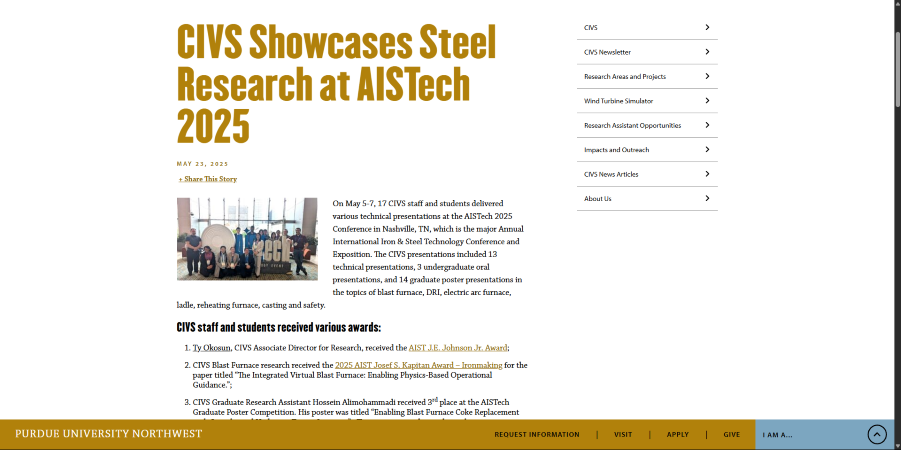 CIVS Showcases Steel
Research at AISTech
2025
MAY 23, 2025
+ Share This Story
On May 5-7, 17 CIVS staff and students delivered
various technical presentations at the AISTech 2025
Conference in Nashville, TN, which is the major Annual
International Iron & Steel Technology Conference and
Exposition. The CIVS presentations included 13
technical presentations, 3 undergraduate oral
presentations, and 14 graduate poster presentations in
the topics of blast furnace, DRI, electric arc furnace,
ladle, reheating furnace, casting and safety.
CIVS staff and students received various awards:
1. Ty Okosun, CIVS Associate Director for Research, received the AIST J.E. Johnson Jr. Award;
2. CIVS Blast Furnace research received the 2025 AIST Josef S. Kapitan Award – Ironmaking for the
paper titled “The Integrated Virtual Blast Furnace: Enabling Physics-Based Operational
Guidance.”;
3. CIVS Graduate Research Assistant Hossein Alimohammadi received 3rd place at the AISTech
Graduate Poster Competition. His poster was titled “Enabling Blast Furnace Coke Replacement
CIVS
CIVS Newsletter
Research Areas and Projects
Wind Turbine Simulator
Research Assistant Opportunities
Impacts and Outreach
CIVS News Articles
About Us
PURDUE UNIVERSITY NORTHWEST
REQUEST INFORMATION | VISIT | APPLY | GIVE
I AM A...